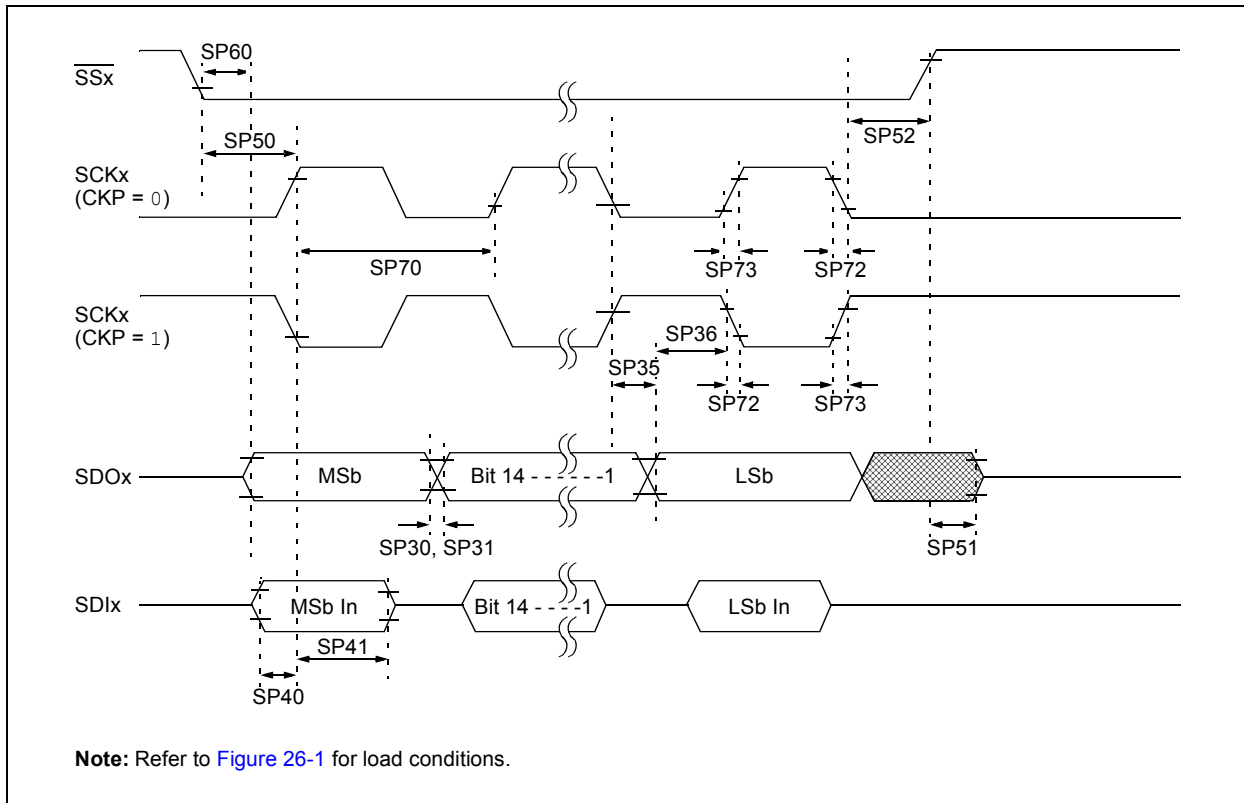 SP60
SSx
SP50
SP52
SCKx
(CKP = 0)
SP70
SP73
SP72
SCKx
(CKP = 1)
SP36
SP35
SP72
SP73
SDOx
MSb
Bit 14 - - - - - -1
LSb
SP30, SP31
SP51
SDIx
MSb In
Bit 14 - - - -1
LSb In
SP41
SP40
Note: Refer to Figure 26-1 for load conditions.